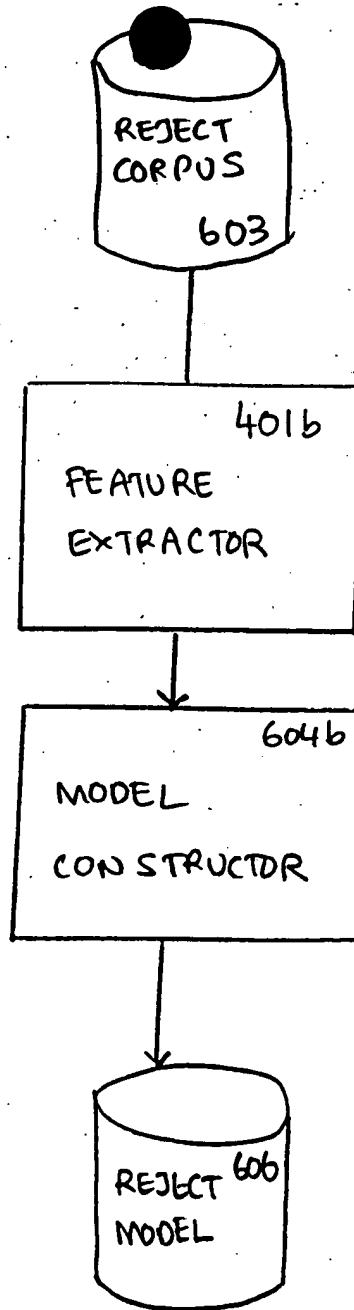 REJECT
CORPUS
603
401b
FEATURE
EXTRACTOR
604b
MODEL
CONSTRUCTOR
REJECT 606
MODEL